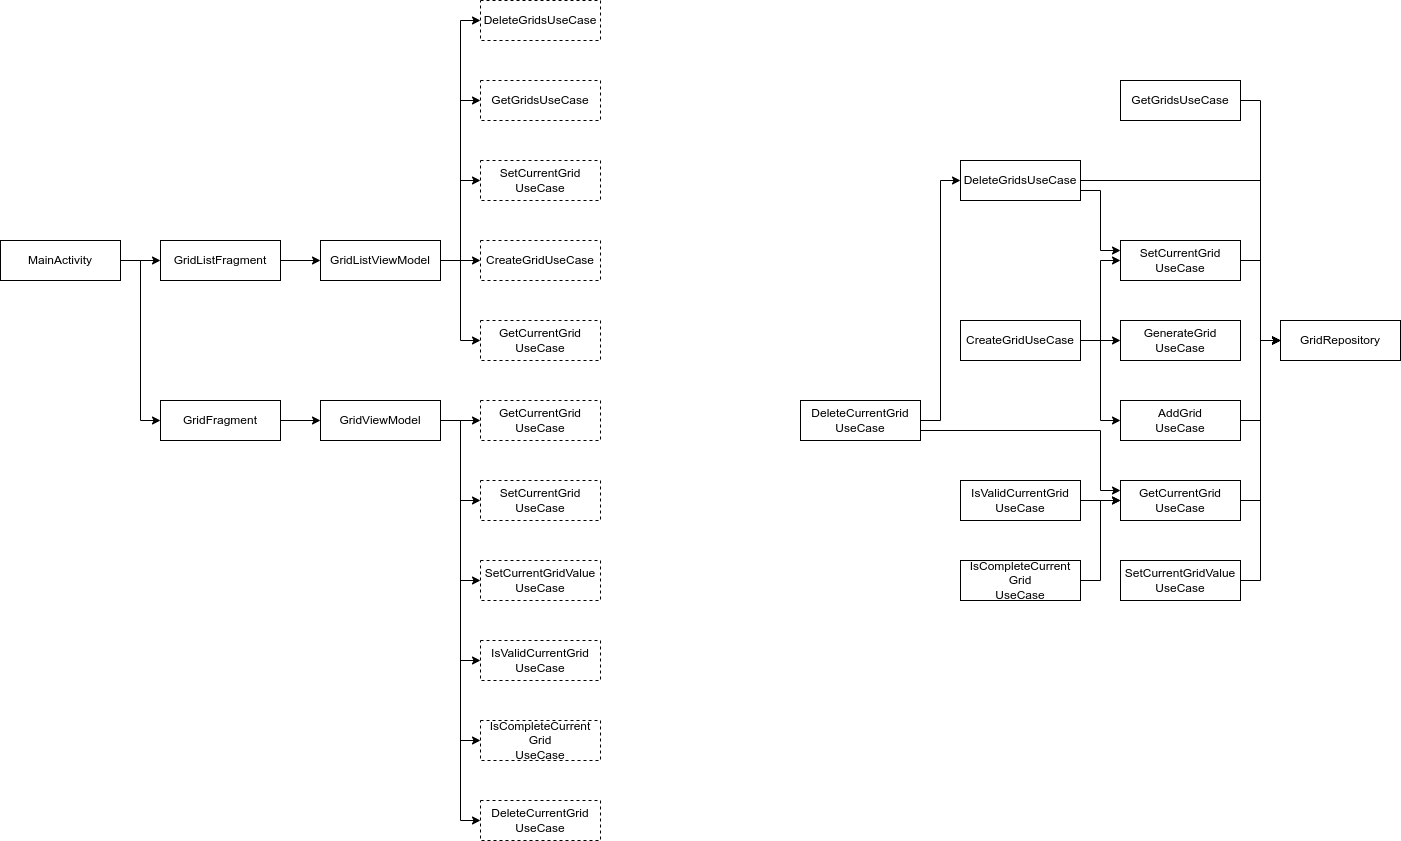 DeleteGridsUseCase
GetGridsUseCase
SetCurrentGrid
UseCase
MainActivity
GridListFragment
GridListViewModel
CreateGridUseCase
GetCurrentGrid
UseCase
GridFragment
GridViewModel
GetCurrentGrid
UseCase
SetCurrentGrid
UseCase
SetCurrentGridValue
UseCase
IsValidCurrentGrid
UseCase
IsCompleteCurrent
Grid
UseCase
DeleteCurrentGrid
UseCase
GetGridsUseCase
DeleteGridsUseCase
SetCurrentGrid
UseCase
CreateGridUseCase
GenerateGrid
UseCase
GridRepository
DeleteCurrentGrid
UseCase
AddGrid
UseCase
IsValidCurrentGrid
UseCase
GetCurrentGrid
UseCase
IsCompleteCurrent
Grid
UseCase
SetCurrentGridValue
UseCase